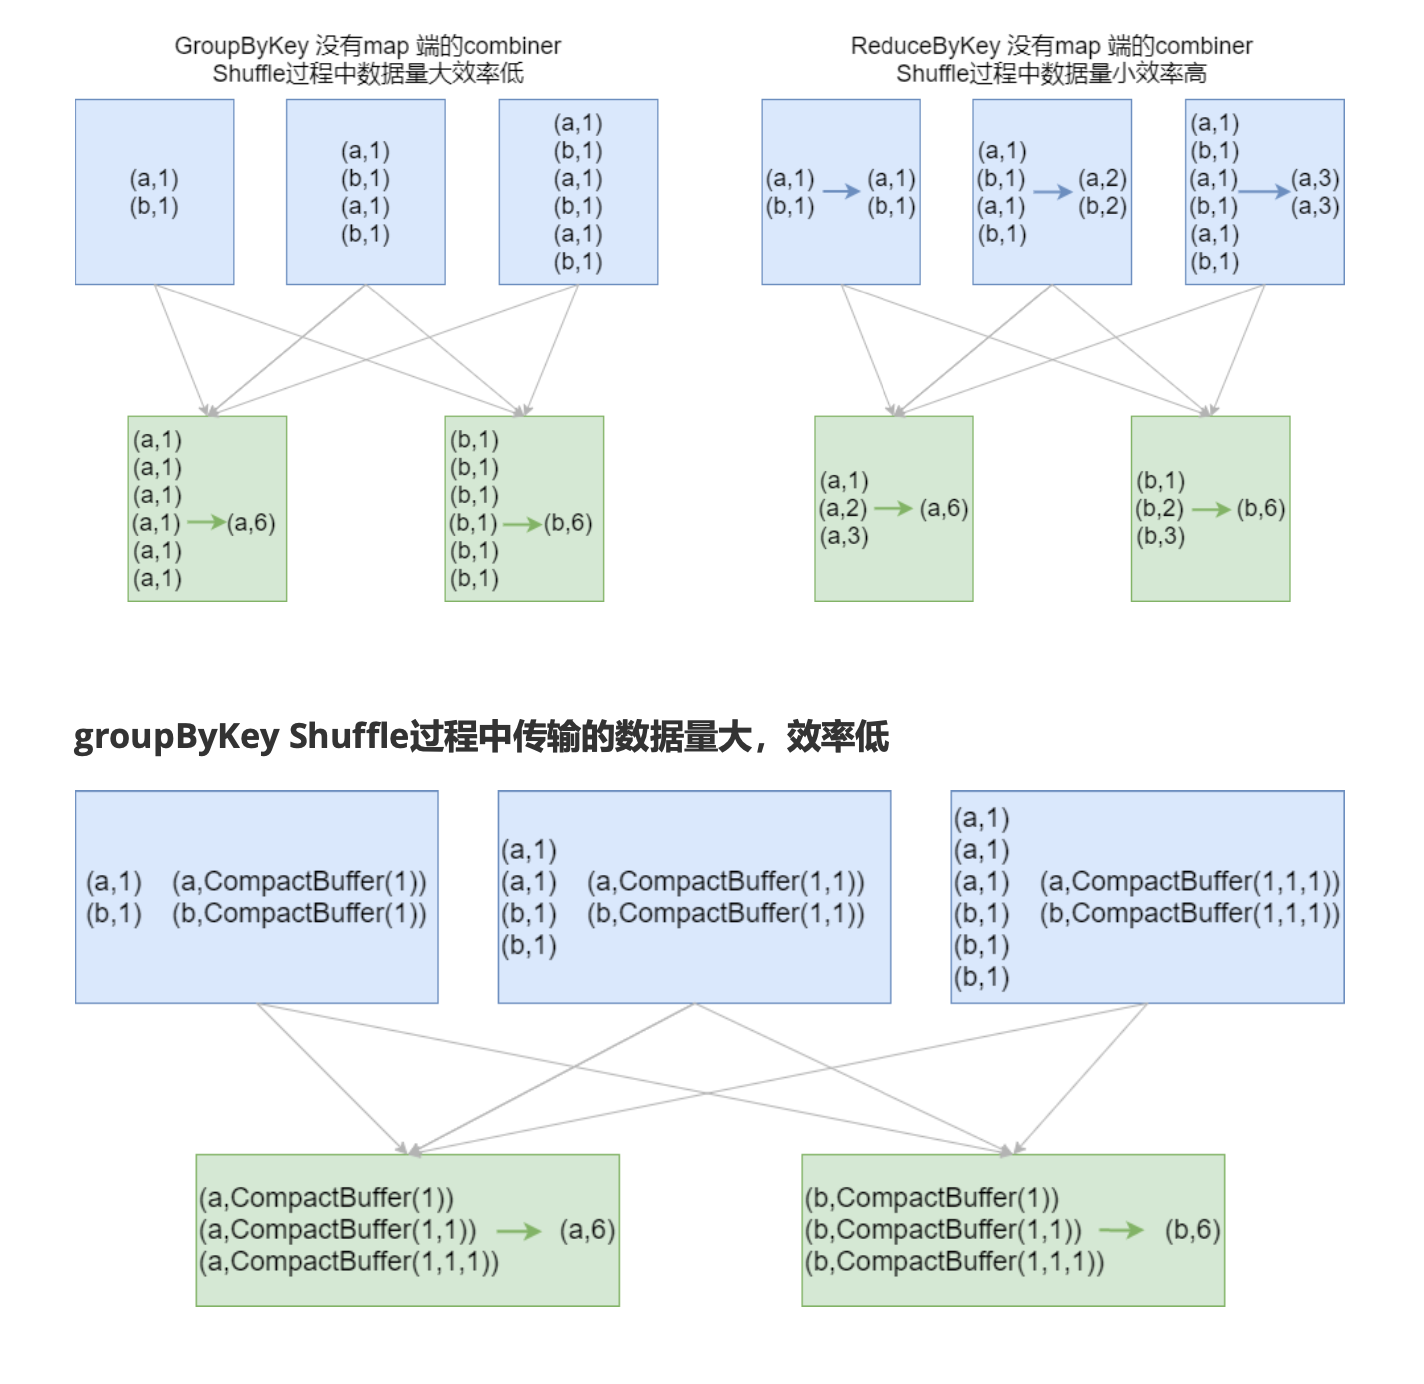 GroupByKey 没有map 端的combiner
Shuffle过程中数据量大效率低
(a,1)
(b,1)
(a,1)
(b,1)
(a,1)
(b,1)
(a,1)
(b,1)
(a,1)
(b,1)
(a,1)
(b,1)
(a,1)
(a,1)
(a,1)
(a,1)
(a,1)
(a,1)
(a,6)
(b,1)
(b,1)
(b,1)
(b,1)
(b,1)
(b,1)
(b,6)
ReduceByKey 没有map 端的combiner
Shuffle过程中数据量小效率高
(a,1)
(b,1)
(a,1)
(b,1)
(a,1)
(b,1)
(a,1)
(b,1)
(a,2)
(b,2)
(a,1)
(b,1)
(a,1)
(b,1)
(a,1)
(b,1)
(a,3)
(a,3)
(a,1)
(a,2)
(a,3)
(a,6)
(b,1)
(b,2)
(b,3)
(b,6)
groupByKey Shuffle过程中传输的数据量大，效率低
(a,1)
(b,1)
(a,CompactBuffer(1))
(b,CompactBuffer(1))
(a,1)
(a,1)
(b,1)
(b,1)
(a,CompactBuffer(1,1))
(b,CompactBuffer(1,1))
(a,1)
(a,1)
(a,1)
(b,1)
(b,1)
(b,1)
(a,CompactBuffer(1,1,1))
(b,CompactBuffer(1,1,1))
(a,CompactBuffer(1))
(a,CompactBuffer(1,1))
(a,CompactBuffer(1,1,1))
(a,6)
(b,CompactBuffer(1))
(b,CompactBuffer(1,1))
(b,CompactBuffer(1,1,1))
(b,6)